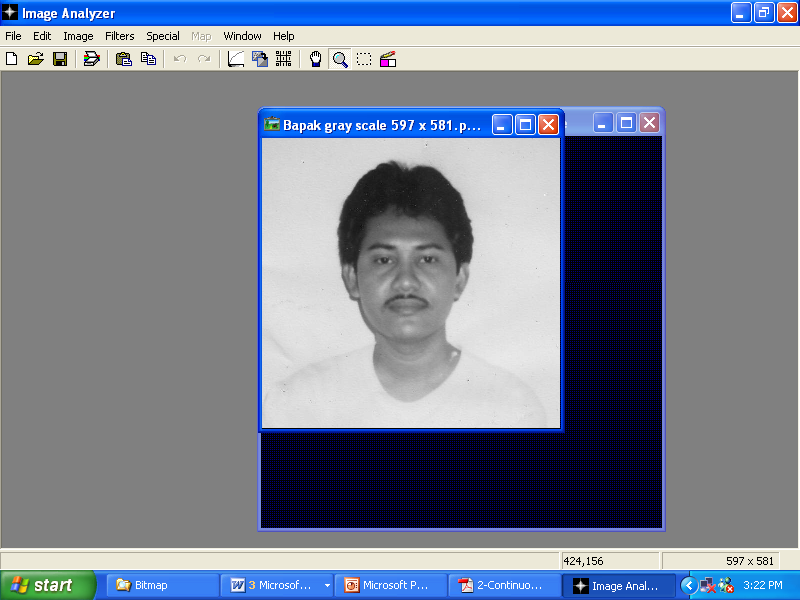 Image Analyzer
File Edit Image Filters Special Map Window Help
Bapak gray scale 597 x 581.p...
424,156 597 x 581
start Bitmap 3 Microsof... Microsoft P... 2-Continuo... Image Anal... 3:22 PM